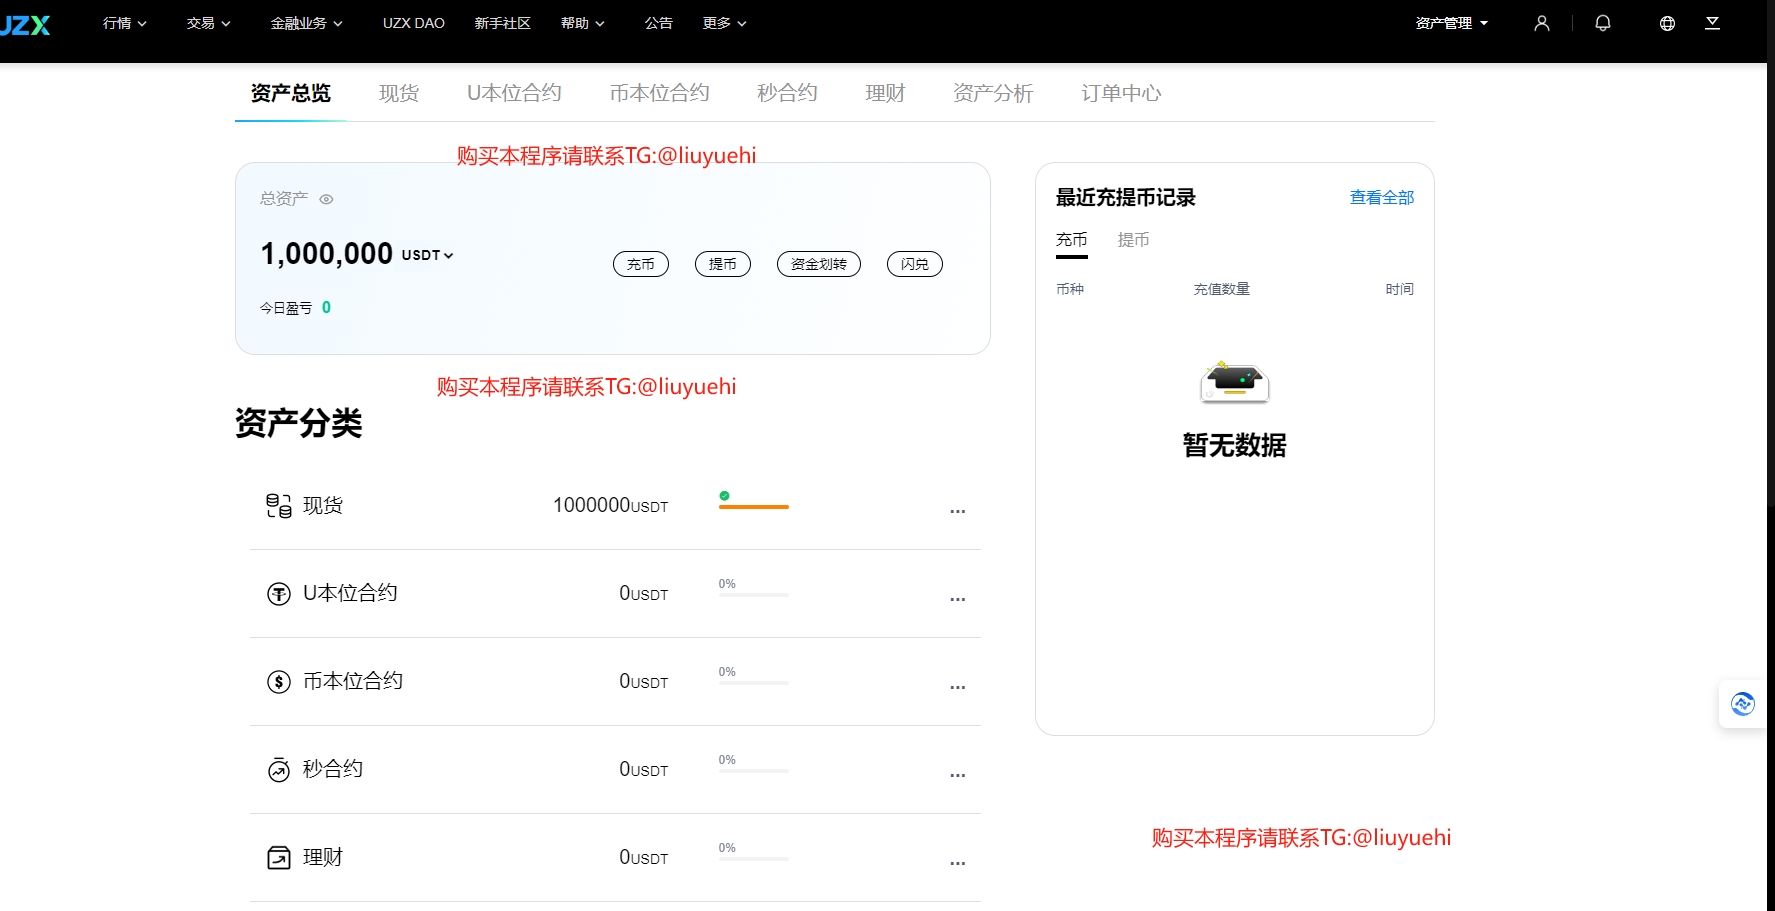 UZX 行情 交易 金融业务 UZX DAO 新手社区 帮助 公告 更多 资产管理
资产总览 现货 U本位合约 币本位合约 秒合约 理财 资产分析 订单中心
购买本程序请联系TG:@liuyuehi
总资产
1,000,000 USDT
充币 提币 资金划转 闪兑
今日盈亏 0
最近充提币记录 查看全部
充币 提币
币种 充值数量 时间
暂无数据
购买本程序请联系TG:@liuyuehi
资产分类
现货 1000000USDT ...
U本位合约 0USDT 0% ...
币本位合约 0USDT 0% ...
秒合约 0USDT 0% ...
理财 0USDT 0% ...
购买本程序请联系TG:@liuyuehi